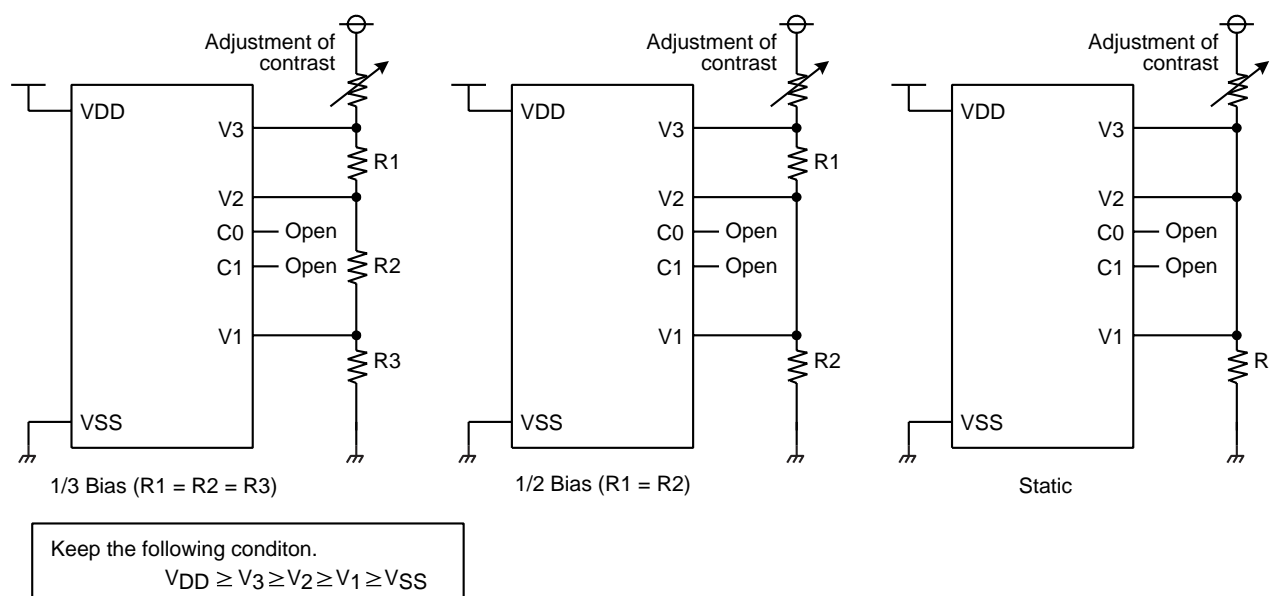 Adjustment of
contrast
VDD
V3
R1
V2
C0 Open
C1 Open
R2
V1
R3
VSS
1/3 Bias (R1 = R2 = R3)
Adjustment of
contrast
VDD
V3
R1
V2
C0 Open
C1 Open
V1
R2
VSS
1/2 Bias (R1 = R2)
Adjustment of
contrast
VDD
V3
V2
C0 Open
C1 Open
V1
R
VSS
Static
Keep the following conditon.
VDD ≥ V3 ≥ V2 ≥ V1 ≥ VSS